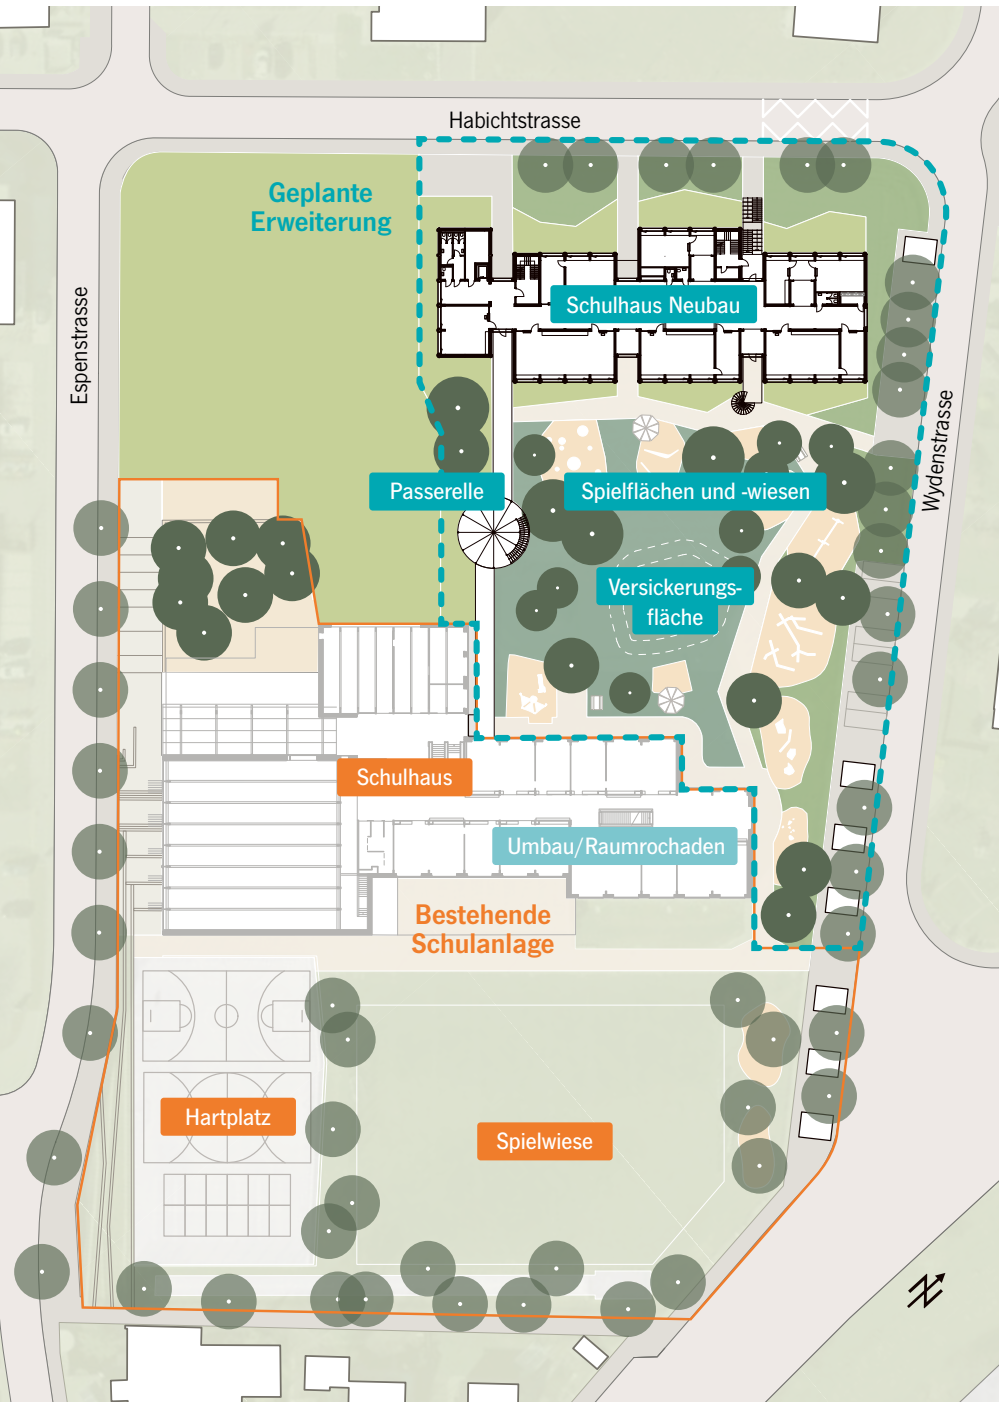 Habichtstrasse
Geplante
Erweiterung
Schulhaus Neubau
Espenstrasse
Wydenstrasse
Passerelle
Spielflächen und -wiesen
Versickerungs-
fläche
Schulhaus
Umbau/Raumrochaden
Bestehende
Schulanlage
Hartplatz
Spielwiese